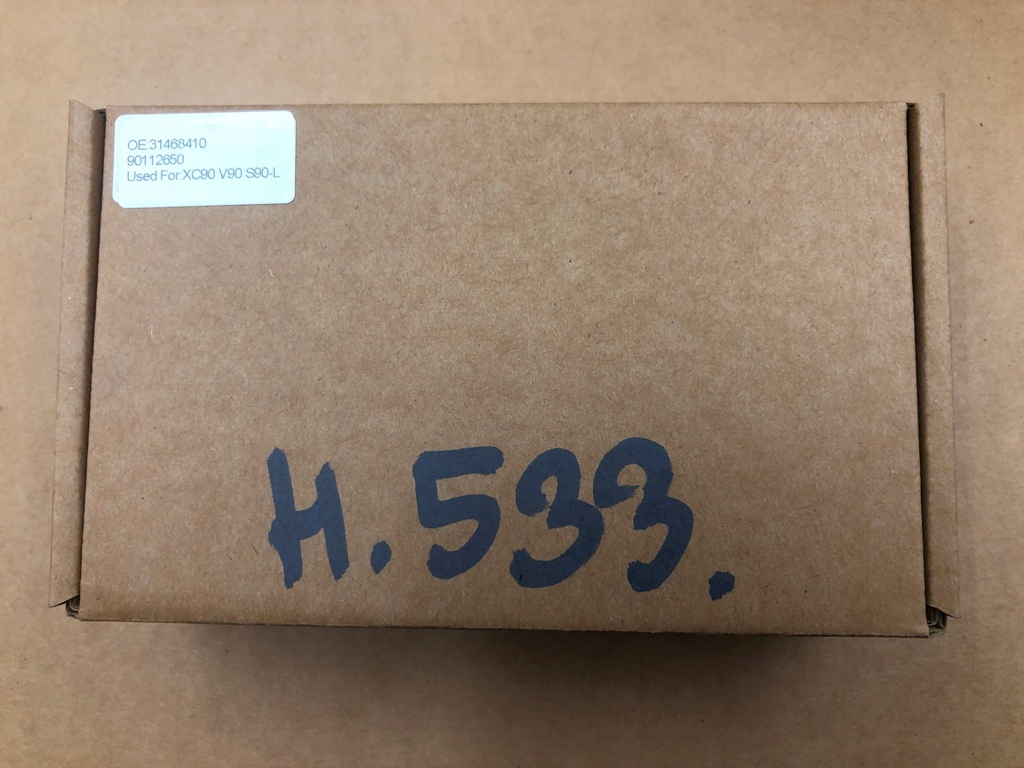 OE:31468410
90112650
Used For:XC90 V90 S90-L
H.533.